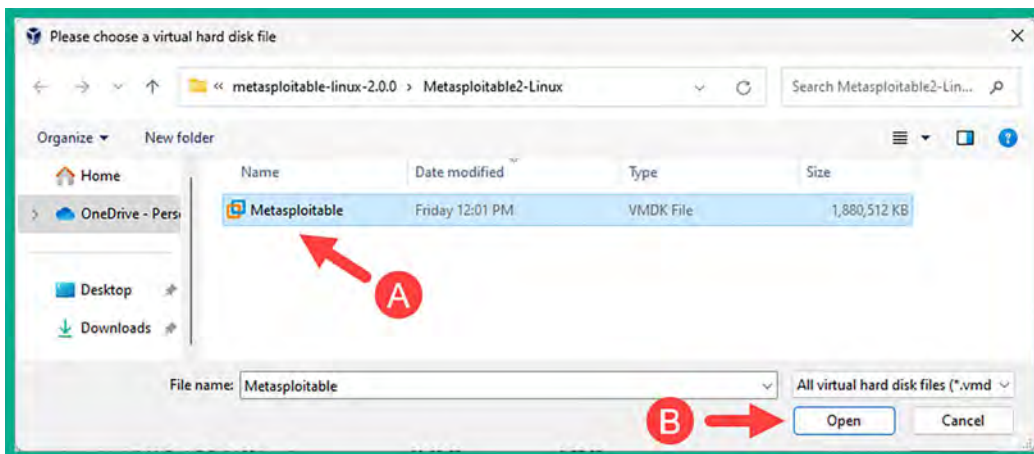 Please choose a virtual hard disk file
« metasploitable-linux-2.0.0 › Metasploitable2-Linux
Search Metasploitable2-Lin...
Organize
New folder
Name Date modified Type Size
Home
OneDrive - Perso
Metasploitable Friday 12:01 PM VMDK File 1,880,512 KB
A
Desktop
Downloads
File name: Metasploitable
All virtual hard disk files (*.vmd
B
Open Cancel